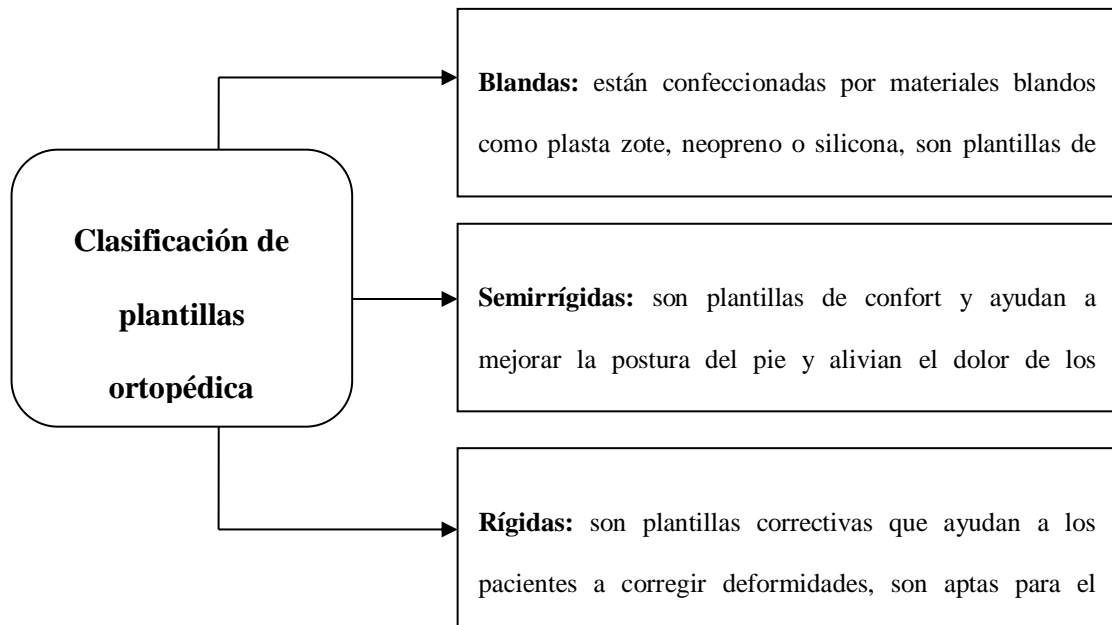 Clasificación de
plantillas
ortopédica
Blandas: están confeccionadas por materiales blandos
como plasta zote, neopreno o silicona, son plantillas de
Semirrígidas: son plantillas de confort y ayudan a
mejorar la postura del pie y alivian el dolor de los
Rígidas: son plantillas correctivas que ayudan a los
pacientes a corregir deformidades, son aptas para el